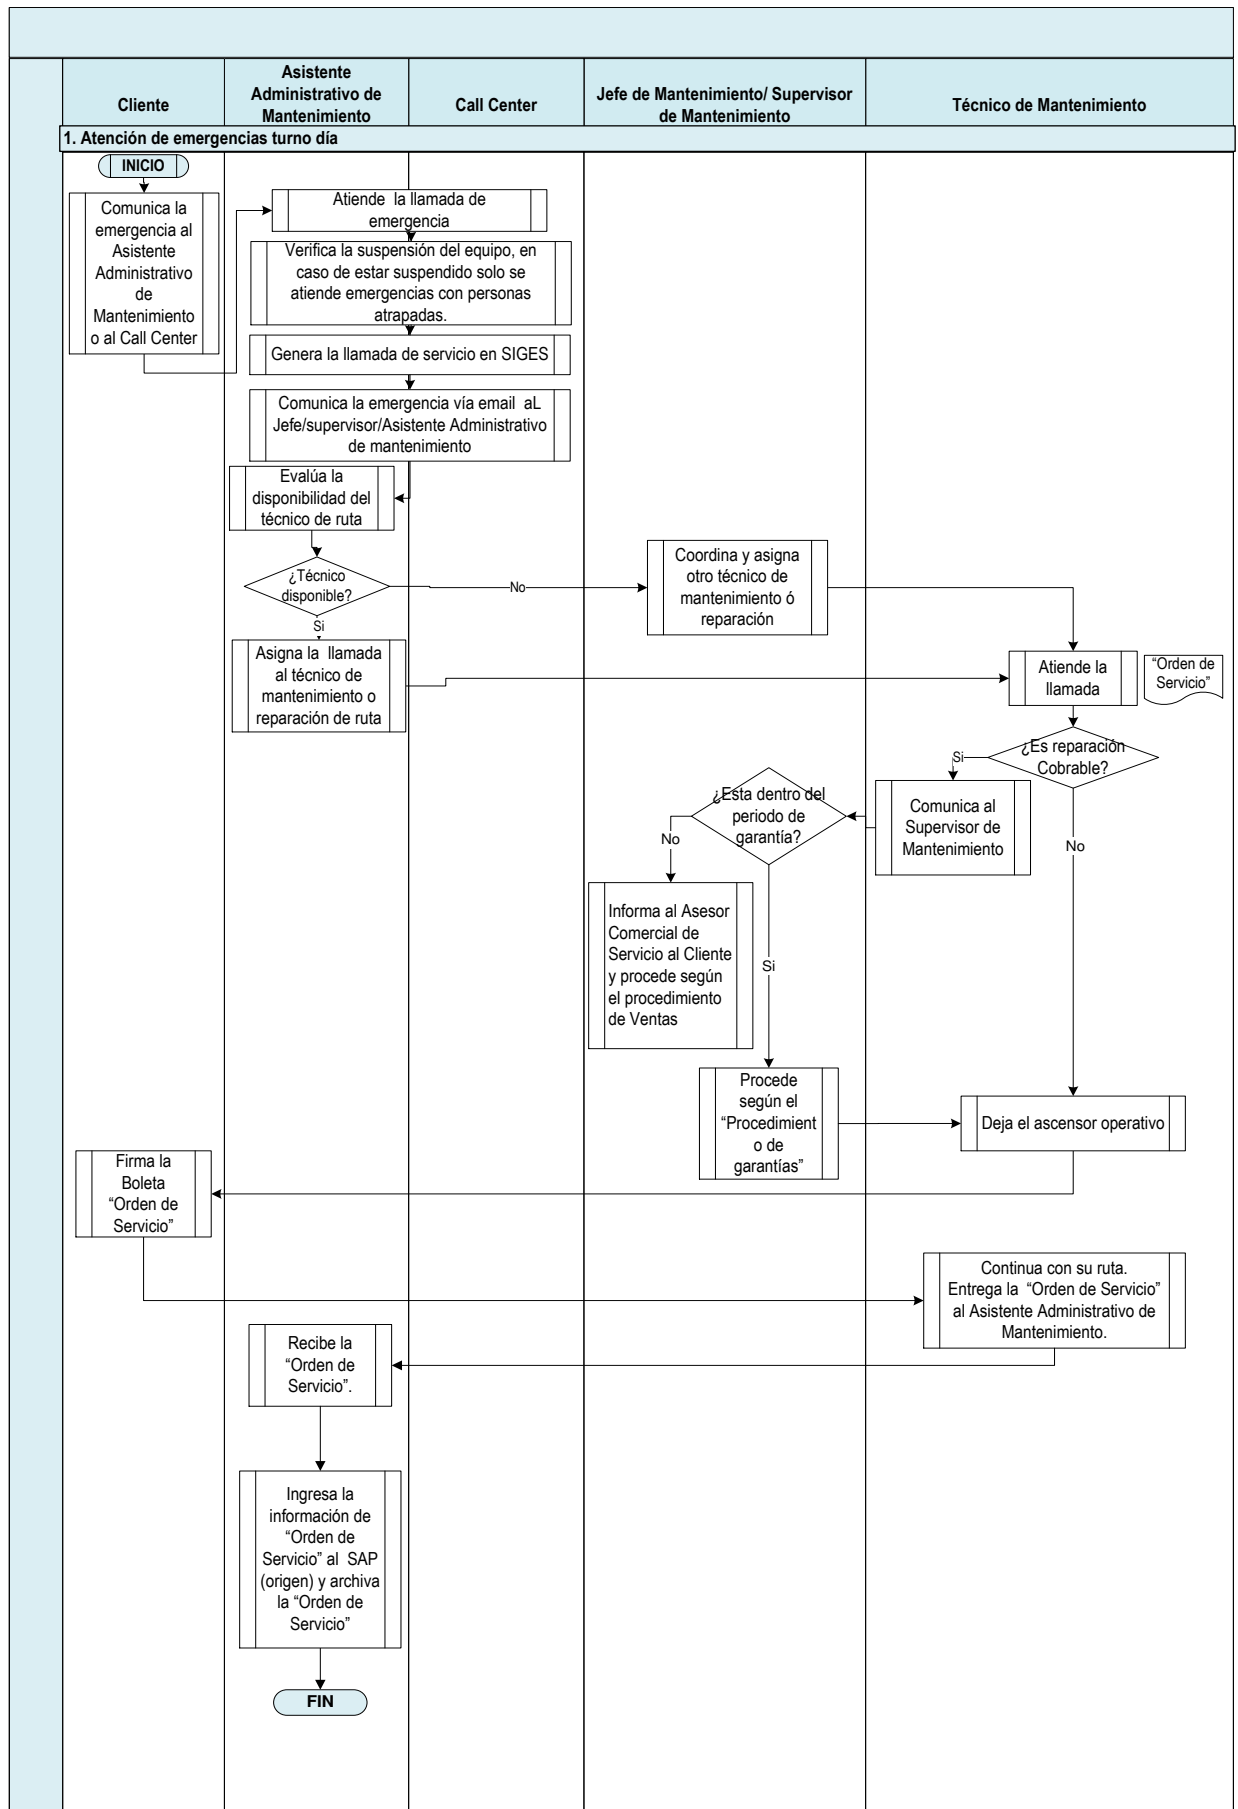 Cliente
Asistente
Administrativo de
Mantenimiento
Call Center
Jefe de Mantenimiento/ Supervisor
de Mantenimiento
Técnico de Mantenimiento
1. Atención de emergencias turno día
INICIO
Comunica la
emergencia al
Asistente
Administrativo
de
Mantenimiento
o al Call Center
Atiende la llamada de
emergencia
Verifica la suspensión del equipo, en
caso de estar suspendido solo se
atiende emergencias con personas
atrapadas.
Genera la llamada de servicio en SIGES
Comunica la emergencia vía email aL
Jefe/supervisor/Asistente Administrativo
de mantenimiento
Evalúa la
disponibilidad del
técnico de ruta
¿Técnico
disponible?
No
Si
Coordina y asigna
otro técnico de
mantenimiento ó
reparación
Asigna la llamada
al técnico de
mantenimiento o
reparación de ruta
Atiende la
llamada
“Orden de
Servicio”
¿Es reparación
Cobrable?
Si
No
Comunica al
Supervisor de
Mantenimiento
¿Esta dentro del
periodo de
garantía?
No
Si
Informa al Asesor
Comercial de
Servicio al Cliente
y procede según
el procedimiento
de Ventas
Procede
según el
“Procedimient
o de
garantías”
Deja el ascensor operativo
Firma la
Boleta
“Orden de
Servicio”
Continua con su ruta.
Entrega la “Orden de Servicio”
al Asistente Administrativo de
Mantenimiento.
Recibe la
“Orden de
Servicio”.
Ingresa la
información de
“Orden de
Servicio” al SAP
(origen) y archiva
la “Orden de
Servicio”
FIN